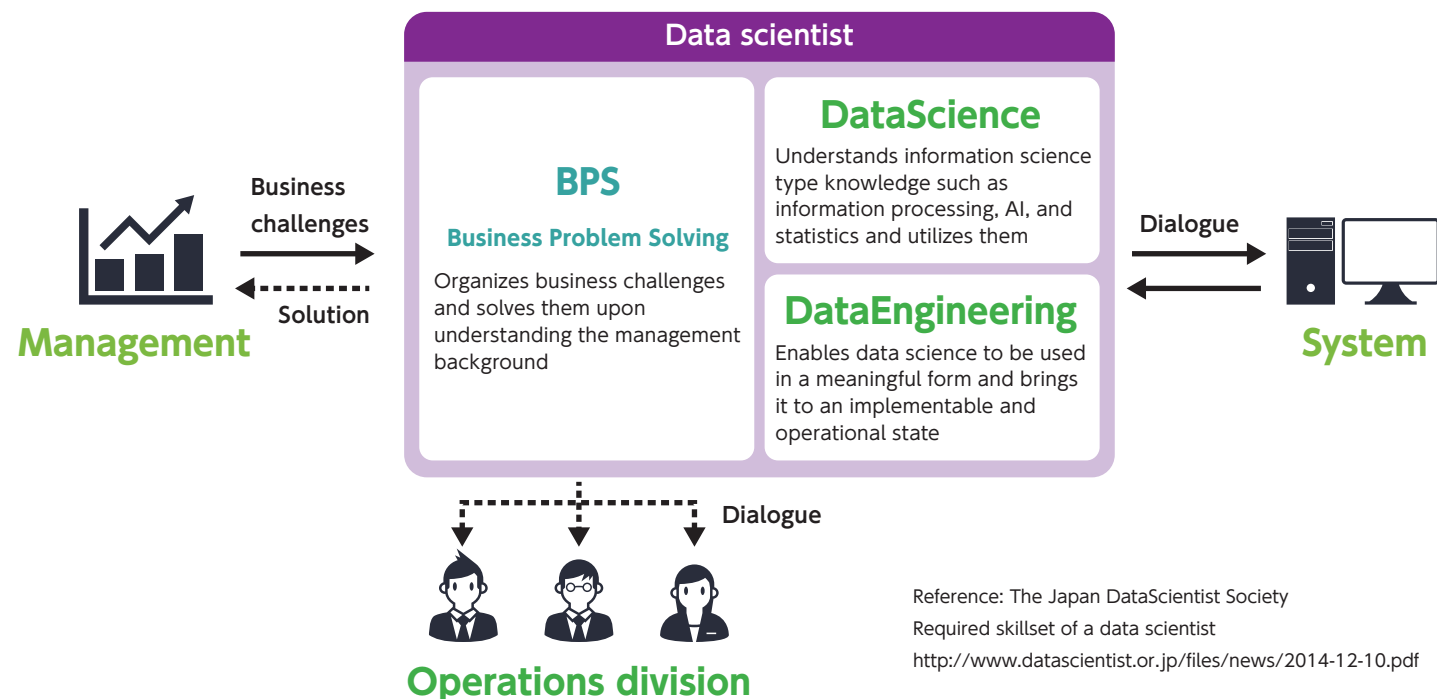 Data scientist
Business
challenges
Solution
Management
BPS
Business Problem Solving
Organizes business challenges
and solves them upon
understanding the management
background
DataScience
Understands information science
type knowledge such as
information processing, AI, and
statistics and utilizes them
DataEngineering
Enables data science to be used
in a meaningful form and brings
it to an implementable and
operational state
Dialogue
System
Dialogue
Operations division
Reference: The Japan DataScientist Society
Required skillset of a data scientist
http://www.datascientist.or.jp/files/news/2014-12-10.pdf